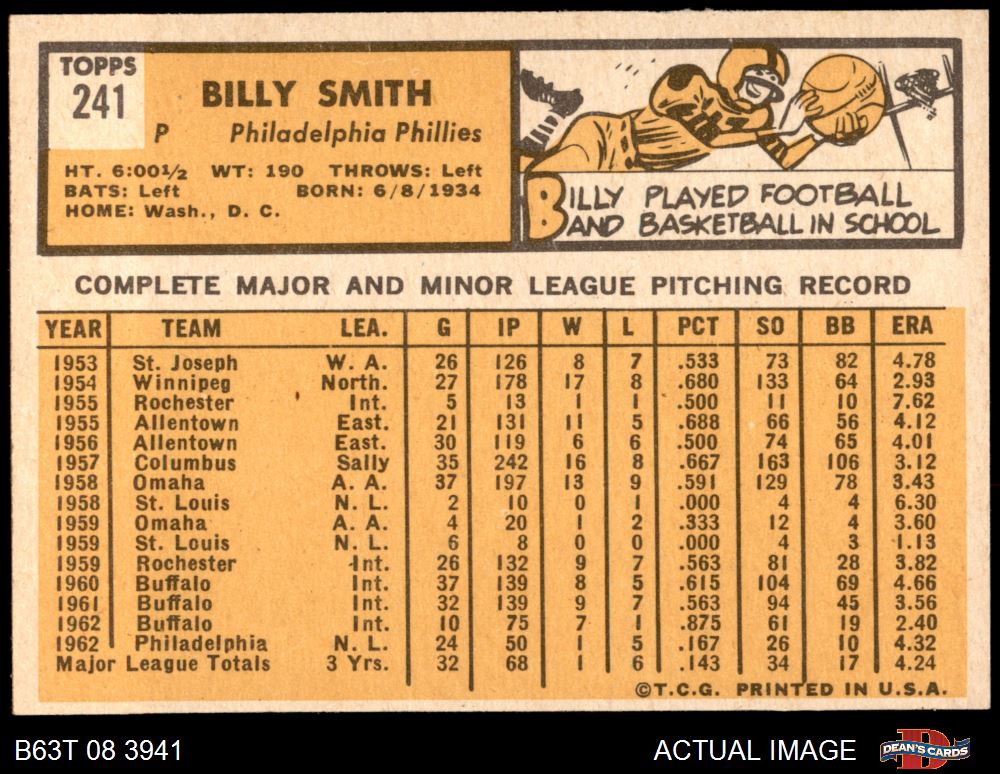 TOPPS
241
BILLY SMITH
P Philadelphia Phillies
HT. 6:00½ WT: 190 THROWS: Left
BATS: Left BORN: 6/8/1934
HOME: Wash., D. C.
BILLY PLAYED FOOTBALL
AND BASKETBALL IN SCHOOL
COMPLETE MAJOR AND MINOR LEAGUE PITCHING RECORD
YEAR TEAM LEA. G IP W L PCT SO BB ERA
1953 St. Joseph W. A. 26 126 8 7 .533 73 82 4.78
1954 Winnipeg North. 27 178 17 8 .680 133 64 2.93
1955 Rochester Int. 5 13 1 1 .500 11 10 7.62
1955 Allentown East. 21 131 11 5 .688 66 56 4.12
1956 Allentown East. 30 119 6 6 .500 74 65 4.01
1957 Columbus Sally 35 242 16 8 .667 163 106 3.12
1958 Omaha A. A. 37 197 13 9 .591 129 78 3.43
1958 St. Louis N. L. 2 10 0 1 .000 4 4 6.30
1959 Omaha A. A. 4 20 1 2 .333 12 4 3.60
1959 St. Louis N. L. 6 8 0 0 .000 4 3 1.13
1959 Rochester Int. 26 132 9 7 .563 81 28 3.82
1960 Buffalo Int. 37 139 8 5 .615 104 69 4.66
1961 Buffalo Int. 32 139 9 7 .563 94 45 3.56
1962 Buffalo Int. 10 75 7 1 .875 61 19 2.40
1962 Philadelphia N. L. 24 50 1 5 .167 26 10 4.32
Major League Totals 3 Yrs. 32 68 1 6 .143 34 17 4.24
©T.C.G. PRINTED IN U.S.A.
B63T 08 3941 ACTUAL IMAGE DEAN'S CARDS